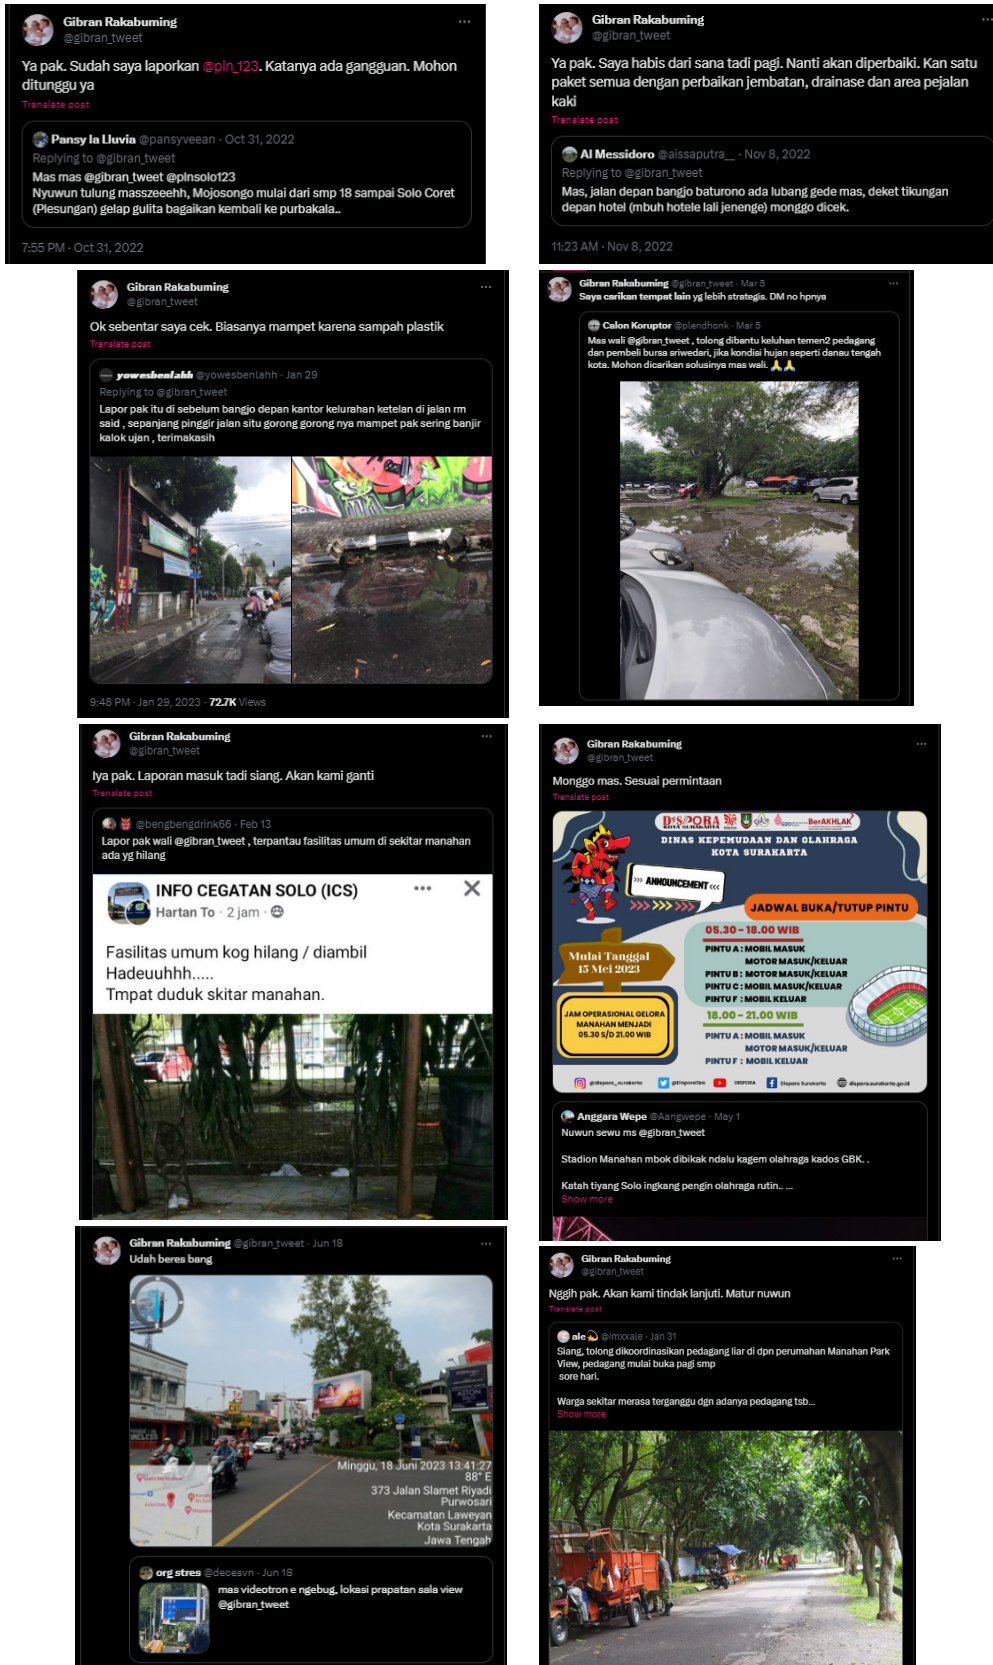 Gibran Rakabuming
@gibran_tweet
Ya pak. Sudah saya laporkan @pln_123. Katanya ada gangguan. Mohon
ditunggu ya
Translate post
Pansy la Lluvia @pansyveean · Oct 31, 2022
Replying to @gibran_tweet
Mas mas @gibran_tweet @plnsolo123
Nyuwun tulung masszeeehh, Mojosongo mulai dari smp 18 sampai Solo Coret
(Plesungan) gelap gulita bagaikan kembali ke purbakala..
7:55 PM · Oct 31, 2022
Gibran Rakabuming
@gibran_tweet
Ya pak. Saya habis dari sana tadi pagi. Nanti akan diperbaiki. Kan satu
paket semua dengan perbaikan jembatan, drainase dan area pejalan
kaki
Translate post
Al Messidoro @aissaputra__ · Nov 8, 2022
Replying to @gibran_tweet
Mas, jalan depan bangjo baturono ada lubang gede mas, deket tikungan
depan hotel (mbuh hotele lali jenenge) monggo dicek.
11:23 AM · Nov 8, 2022
Gibran Rakabuming
@gibran_tweet
Ok sebentar saya cek. Biasanya mampet karena sampah plastik
Translate post
yowesbenlahh @yowesbenlahh · Jan 29
Replying to @gibran_tweet
Lapor pak itu di sebelum bangjo depan kantor kelurahan ketelan di jalan rm
said , sepanjang pinggir jalan situ gorong gorong nya mampet pak sering banjir
kalok ujan , terimakasih
9:48 PM · Jan 29, 2023 · 72.7K Views
Gibran Rakabuming @gibran_tweet · Mar 5
Saya carikan tempat lain yg lebih strategis. DM no hpnya
Calon Koruptor @plendhonk · Mar 5
Mas wali @gibran_tweet , tolong dibantu keluhan temen2 pedagang
dan pembeli bursa sriwedari, jika kondisi hujan seperti danau tengah
kota. Mohon dicarikan solusinya mas wali. 🙏🙏
Gibran Rakabuming
@gibran_tweet
Iya pak. Laporan masuk tadi siang. Akan kami ganti
Translate post
@bengbengdrink66 · Feb 13
Lapor pak wali @gibran_tweet , terpantau fasilitas umum di sekitar manahan
ada yg hilang
INFO CEGATAN SOLO (ICS)
Hartan To · 2 jam ·
Fasilitas umum kog hilang / diambil
Hadeuuhhh.....
Tmpat duduk skitar manahan.
Gibran Rakabuming
@gibran_tweet
Monggo mas. Sesuai permintaan
Translate post
DISPORA
KOTA SURAKARTA
BerAKHLAK
DINAS KEPEMUDAAN DAN OLAHRAGA
KOTA SURAKARTA
>>> ANNOUNCEMENT <<<
JADWAL BUKA/TUTUP PINTU
Mulai Tanggal
15 Mei 2023
JAM OPERASIONAL GELORA
MANAHAN MENJADI
05.30 S/D 21.00 WIB
05.30 – 18.00 WIB
PINTU A : MOBIL MASUK
MOTOR MASUK/KELUAR
PINTU B : MOTOR MASUK/KELUAR
PINTU C : MOBIL MASUK/KELUAR
PINTU F : MOBIL KELUAR
18.00 – 21.00 WIB
PINTU A : MOBIL MASUK
MOTOR MASUK/KELUAR
PINTU F : MOBIL KELUAR
@dispora_surakarta @DisporaSka DISPORA Dispora Surakarta dispora.surakarta.go.id
Anggara Wepe @Aangwepe · May 1
Nuwun sewu ms @gibran_tweet
Stadion Manahan mbok dibikak ndalu kagem olahraga kados GBK. .
Katah tiyang Solo ingkang pengin olahraga rutin.. ...
Show more
Gibran Rakabuming @gibran_tweet · Jun 18
Udah beres bang
ASTON
Minggu, 18 Juni 2023 13:41:27
88° E
373 Jalan Slamet Riyadi
Purwosari
Kecamatan Laweyan
Kota Surakarta
Jawa Tengah
org stres @decesvn · Jun 18
mas videotron e ngebug, lokasi prapatan sala view
@gibran_tweet
Gibran Rakabuming
@gibran_tweet
Nggih pak. Akan kami tindak lanjuti. Matur nuwun
Translate post
ale💫 @imxxale · Jan 31
Siang, tolong dikoordinasikan pedagang liar di dpn perumahan Manahan Park
View, pedagang mulai buka pagi smp
sore hari.
Warga sekitar merasa terganggu dgn adanya pedagang tsb...
Show more